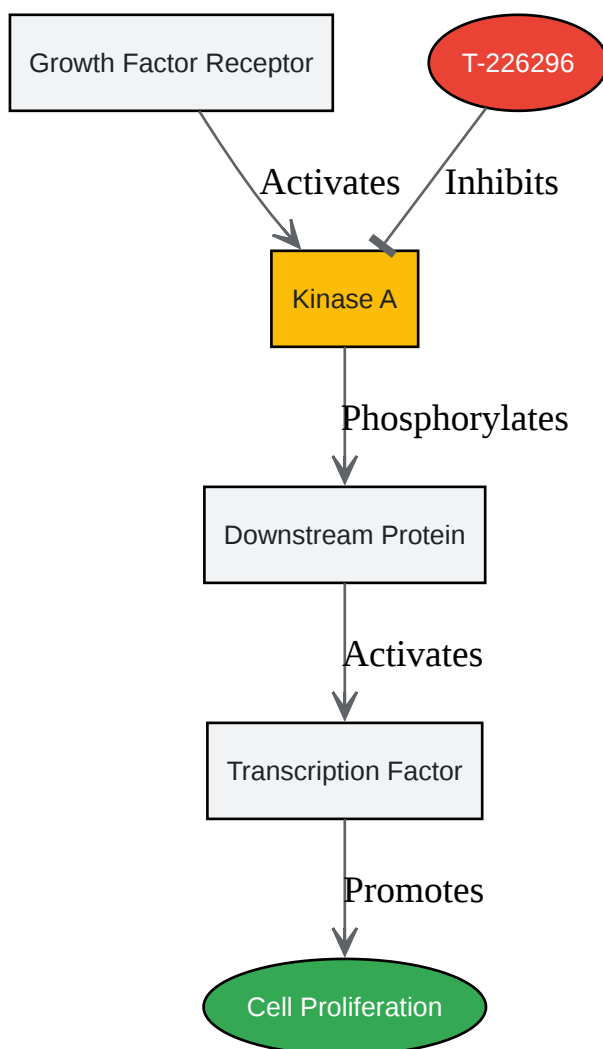 Growth Factor Receptor
T-226296
Activates
Inhibits
Kinase A
Phosphorylates
Downstream Protein
Activates
Transcription Factor
Promotes
Cell Proliferation